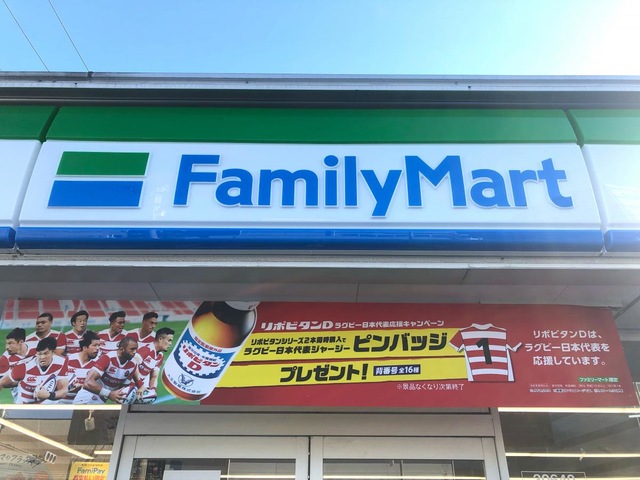 FamilyMart
リポビタンD ラグビー日本代表応援キャンペーン
リポビタンシリーズ2本同時購入で
ラグビー日本代表ジャージー ピンバッジ
プレゼント! 背番号 全16種
※景品なくなり次第終了
1
リポビタンDは、
ラグビー日本代表を
応援しています。
ファミリーマート限定
リポビタン
D
FamiPay